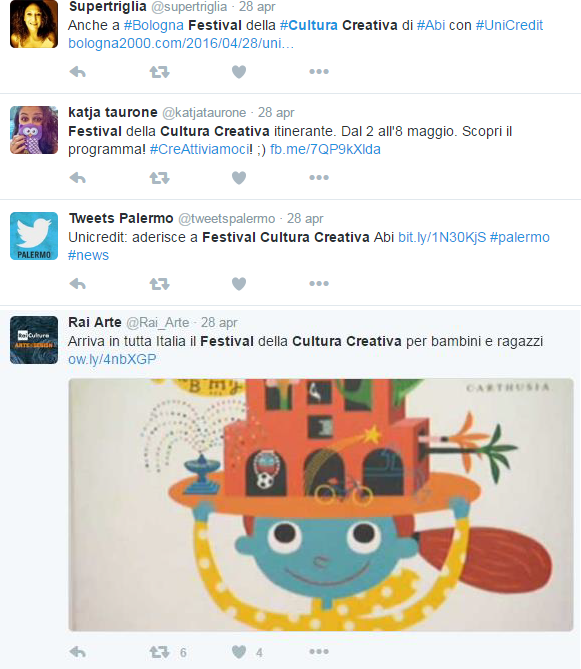 Supertriglia @supertriglia · 28 apr
Anche a #Bologna Festival della #Cultura Creativa di #Abi con #UniCredit
bologna2000.com/2016/04/28/uni…
katja taurone @katjataurone · 28 apr
Festival della Cultura Creativa itinerante. Dal 2 all'8 maggio. Scopri il
programma! #CreAttiviamoci! ;) fb.me/7QP9kXlda
Tweets Palermo @tweetspalermo · 28 apr
PALERMO
Unicredit: aderisce a Festival Cultura Creativa Abi bit.ly/1N30KjS #palermo
#news
Rai Arte @Rai_Arte · 28 apr
Rai Cultura
ARTE&DESIGN
Arriva in tutta Italia il Festival della Cultura Creativa per bambini e ragazzi
ow.ly/4nbXGP
CARTHUSIA
6 4